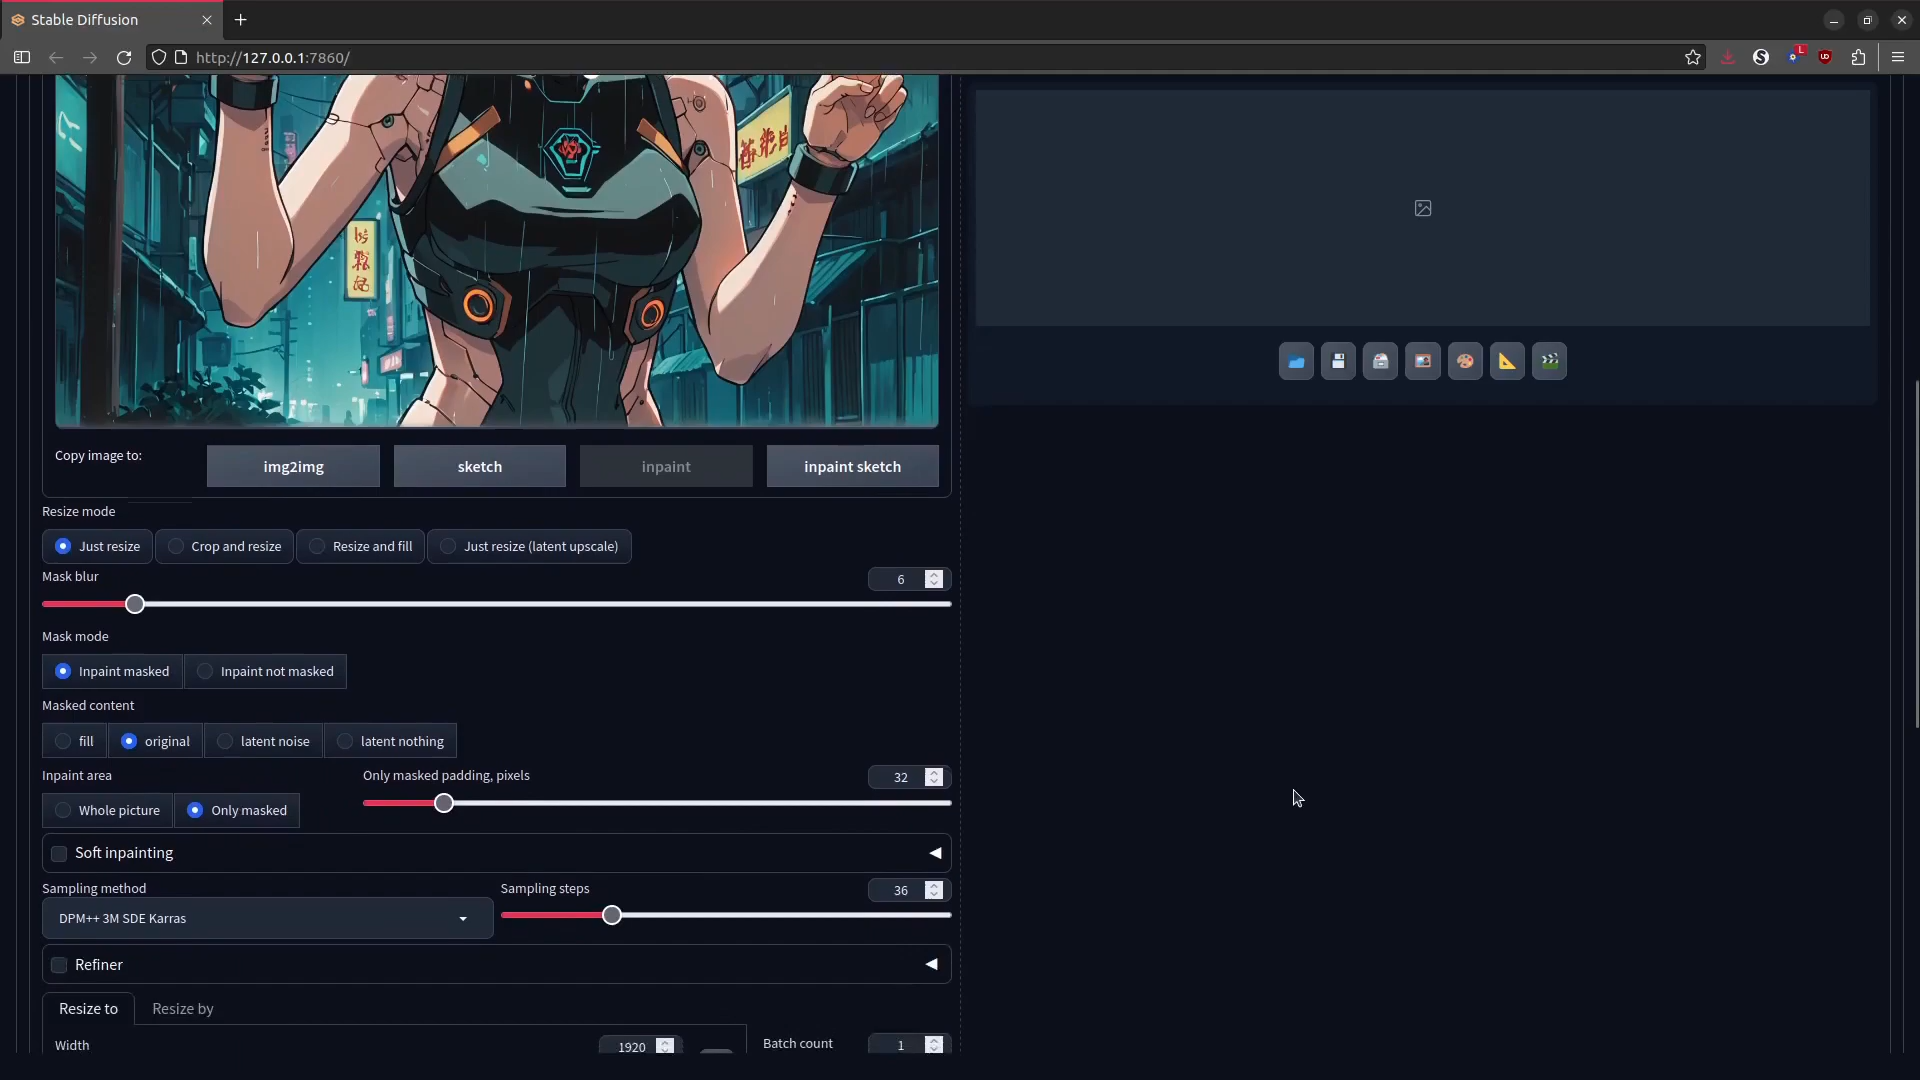 Stable Diffusion
http://127.0.0.1:7860/
L
Copy image to:
img2img
sketch
inpaint
inpaint sketch
Resize mode
Just resize
Crop and resize
Resize and fill
Just resize (latent upscale)
Mask blur
6
Mask mode
Inpaint masked
Inpaint not masked
Masked content
fill
original
latent noise
latent nothing
Inpaint area
Only masked padding, pixels
32
Whole picture
Only masked
Soft inpainting
Sampling method
Sampling steps
36
DPM++ 3M SDE Karras
Refiner
Resize to
Resize by
Width
1920
Batch count
1